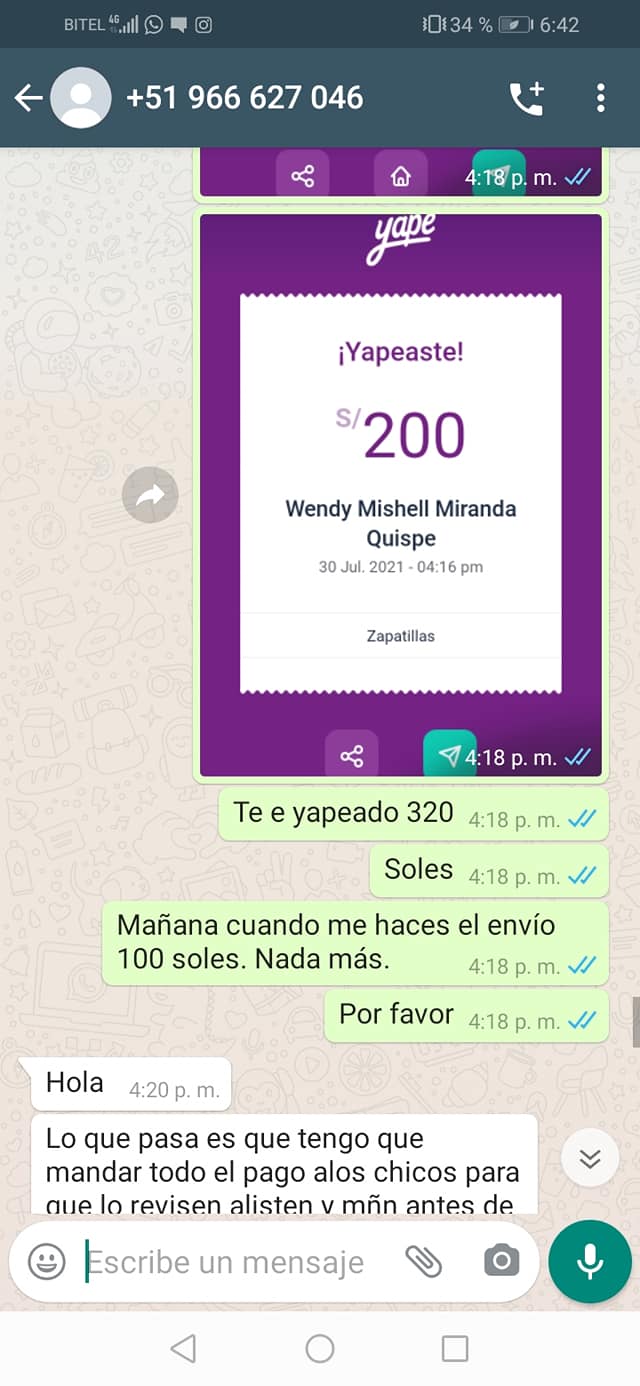 BITEL 4G 34 % 6:42
+51 966 627 046
4:18 p. m.
yape
¡Yapeaste!
S/200
Wendy Mishell Miranda
Quispe
30 Jul. 2021 - 04:16 pm
Zapatillas
4:18 p. m.
Te e yapeado 320 4:18 p. m.
Soles 4:18 p. m.
Mañana cuando me haces el envío
100 soles. Nada más. 4:18 p. m.
Por favor 4:18 p. m.
Hola 4:20 p. m.
Lo que pasa es que tengo que
mandar todo el pago alos chicos para
que lo revisen alisten y mñn antes de
Escribe un mensaje